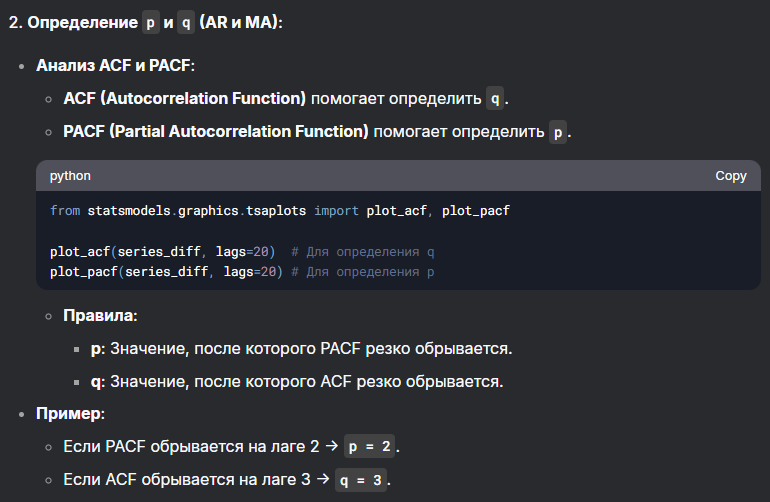 2. Определение p и q (AR и MA):
Анализ ACF и PACF:
ACF (Autocorrelation Function) помогает определить q.
PACF (Partial Autocorrelation Function) помогает определить p.
python Copy
from statsmodels.graphics.tsaplots import plot_acf, plot_pacf
plot_acf(series_diff, lags=20)  # Для определения q
plot_pacf(series_diff, lags=20) # Для определения p
Правила:
p: Значение, после которого PACF резко обрывается.
q: Значение, после которого ACF резко обрывается.
Пример:
Если PACF обрывается на лаге 2 → p = 2.
Если ACF обрывается на лаге 3 → q = 3.